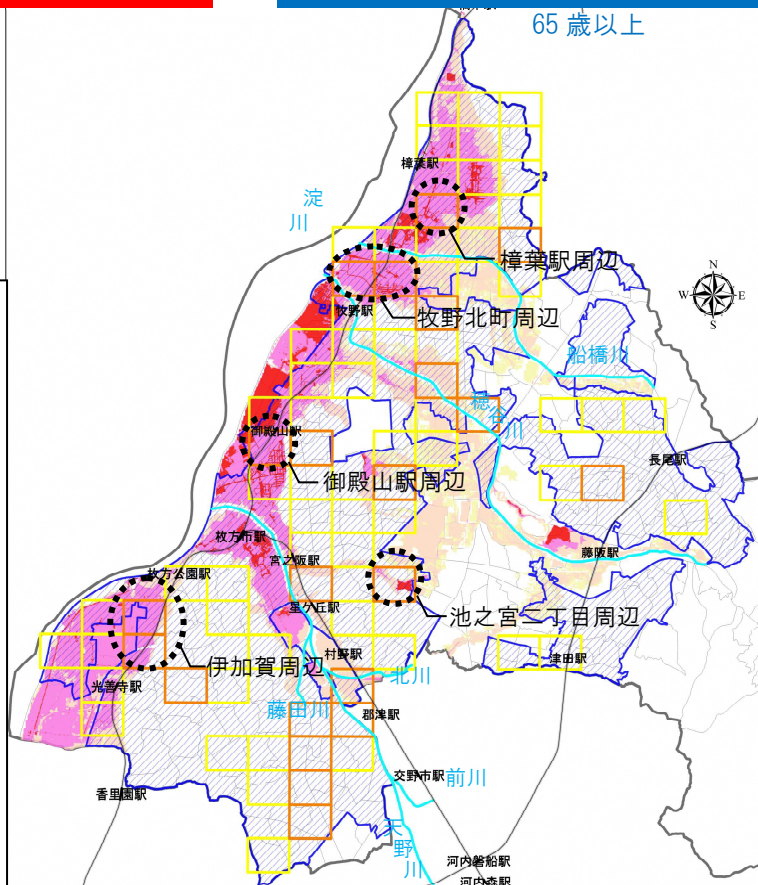 65 歳以上
樟葉駅
淀
川
樟葉駅周辺
N
W
E
S
牧野駅
牧野北町周辺
船橋川
穂
谷
川
御殿山駅
長尾駅
御殿山駅周辺
枚方市駅
藤阪駅
宮之阪駅
枚方公園駅
星ケ丘駅
池之宮二丁目周辺
村野駅
津田駅
伊加賀周辺
北川
光善寺駅
藤田川
郡津駅
交野市駅
前川
香里園駅
天
野
川
河内磐船駅
河内森駅